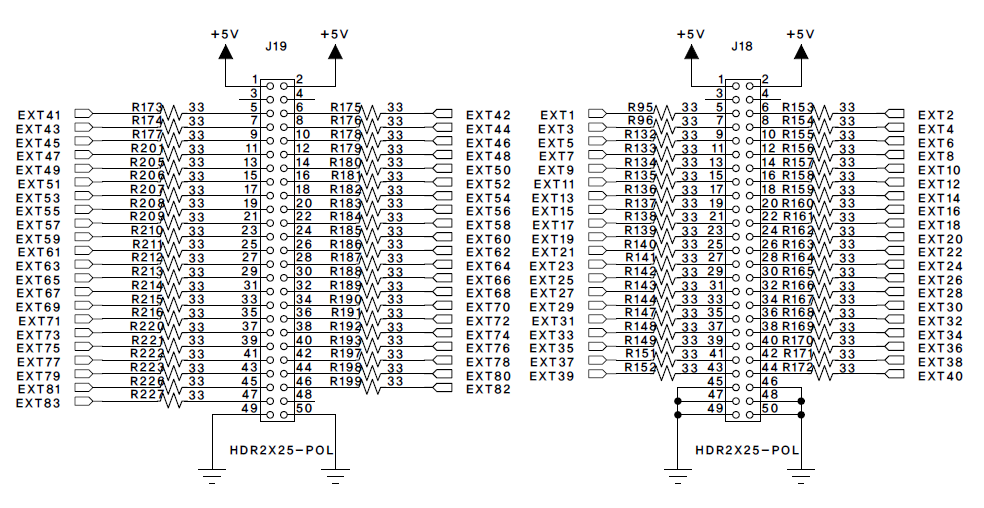 +5V J19 +5V +5V J18 +5V
1 2 1 2
3 4 3 4
EXT41 R173 33 5 6 R175 33 EXT42 EXT1 R95 33 5 6 R153 33 EXT2
EXT43 R174 33 7 8 R176 33 EXT44 EXT3 R96 33 7 8 R154 33 EXT4
EXT45 R177 33 9 10 R178 33 EXT46 EXT5 R132 33 9 10 R155 33 EXT6
EXT47 R201 33 11 12 R179 33 EXT48 EXT7 R133 33 11 12 R156 33 EXT8
EXT49 R205 33 13 14 R180 33 EXT50 EXT9 R134 33 13 14 R157 33 EXT10
EXT51 R206 33 15 16 R181 33 EXT52 EXT11 R135 33 15 16 R158 33 EXT12
EXT53 R207 33 17 18 R182 33 EXT54 EXT13 R136 33 17 18 R159 33 EXT14
EXT55 R208 33 19 20 R183 33 EXT56 EXT15 R137 33 19 20 R160 33 EXT16
EXT57 R209 33 21 22 R184 33 EXT58 EXT17 R138 33 21 22 R161 33 EXT18
EXT59 R210 33 23 24 R185 33 EXT60 EXT19 R139 33 23 24 R162 33 EXT20
EXT61 R211 33 25 26 R186 33 EXT62 EXT21 R140 33 25 26 R163 33 EXT22
EXT63 R212 33 27 28 R187 33 EXT64 EXT23 R141 33 27 28 R164 33 EXT24
EXT65 R213 33 29 30 R188 33 EXT66 EXT25 R142 33 29 30 R165 33 EXT26
EXT67 R214 33 31 32 R189 33 EXT68 EXT27 R143 33 31 32 R166 33 EXT28
EXT69 R215 33 33 34 R190 33 EXT70 EXT29 R144 33 33 34 R167 33 EXT30
EXT71 R216 33 35 36 R191 33 EXT72 EXT31 R147 33 35 36 R168 33 EXT32
EXT73 R220 33 37 38 R192 33 EXT74 EXT33 R148 33 37 38 R169 33 EXT34
EXT75 R221 33 39 40 R193 33 EXT76 EXT35 R149 33 39 40 R170 33 EXT36
EXT77 R222 33 41 42 R197 33 EXT78 EXT37 R151 33 41 42 R171 33 EXT38
EXT79 R223 33 43 44 R198 33 EXT80 EXT39 R152 33 43 44 R172 33 EXT40
EXT81 R226 33 45 46 R199 33 EXT82 45 46
EXT83 R227 33 47 48 47 48
49 50 49 50
HDR2X25-POL HDR2X25-POL